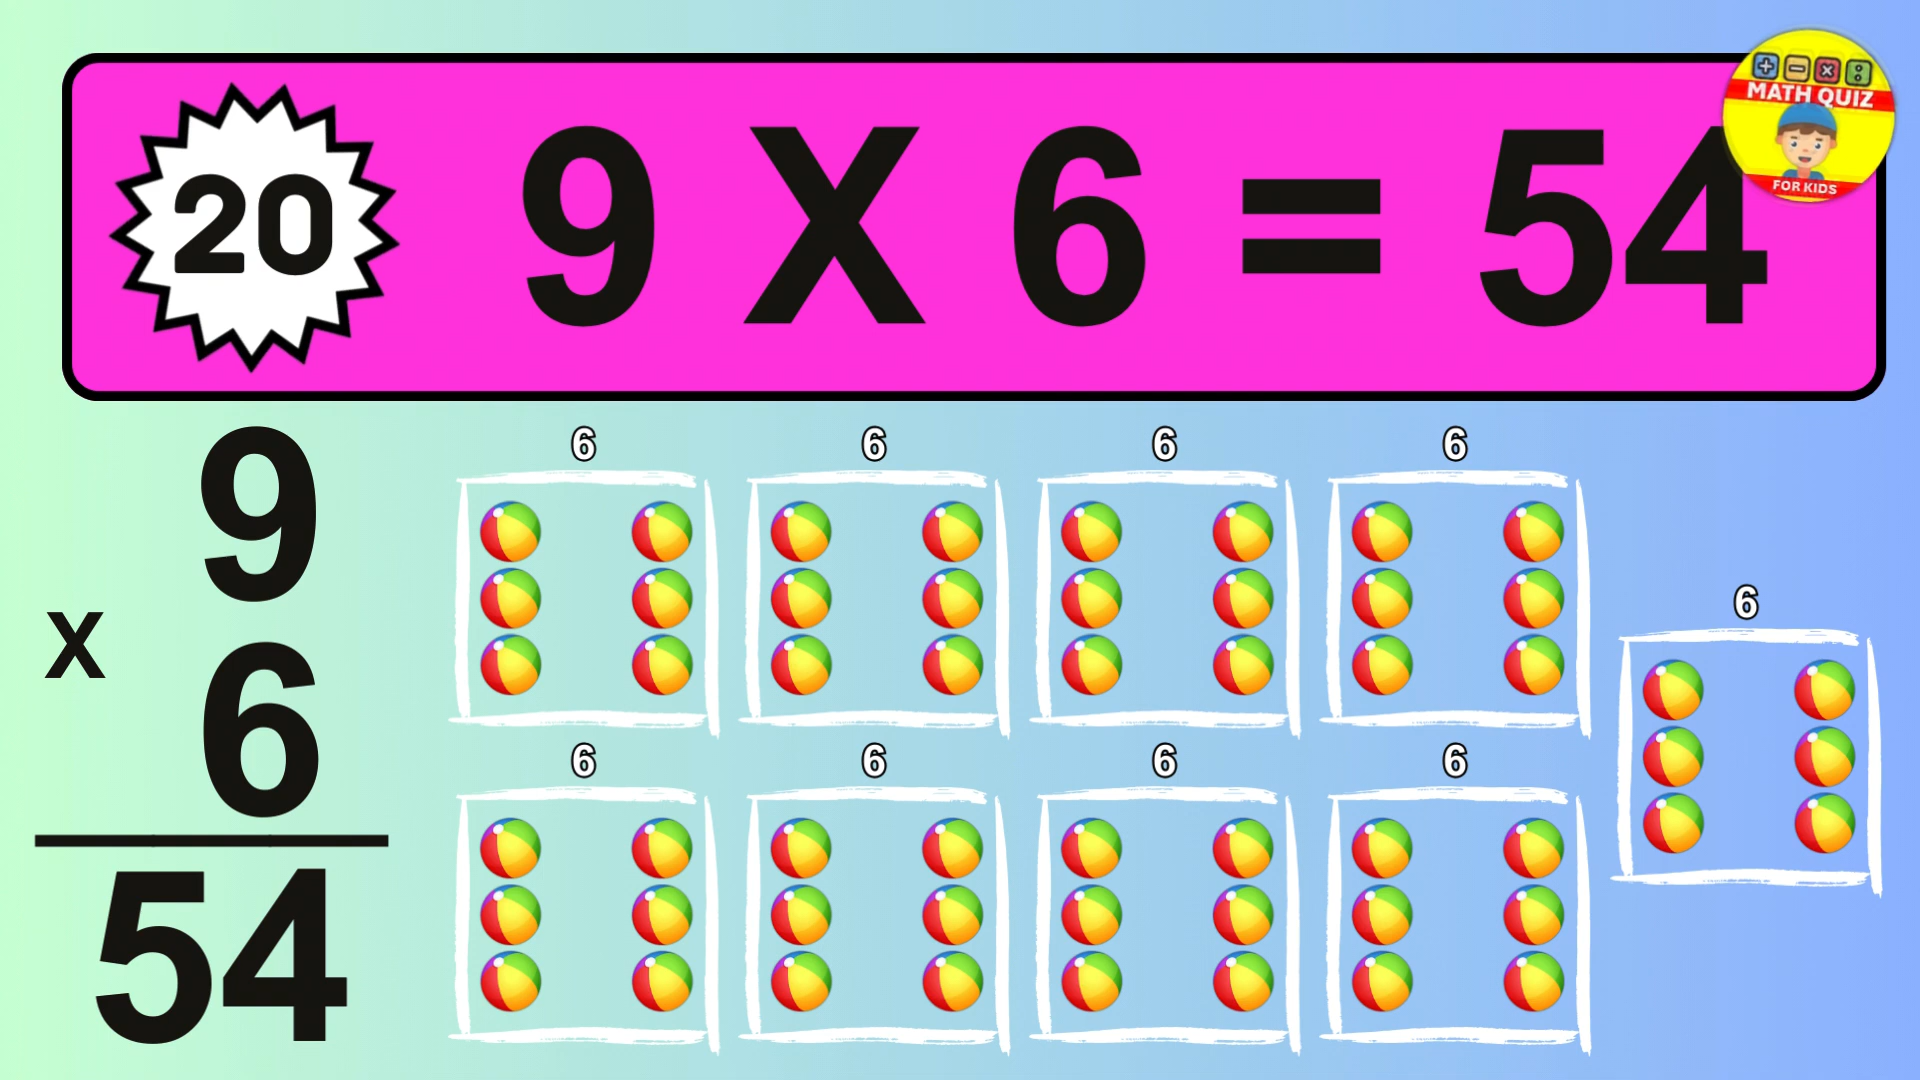 20
9 X 6 = 54
+ - x :
MATH QUIZ
FOR KIDS
9
x
6
54
6 6 6 6
6
6 6 6 6